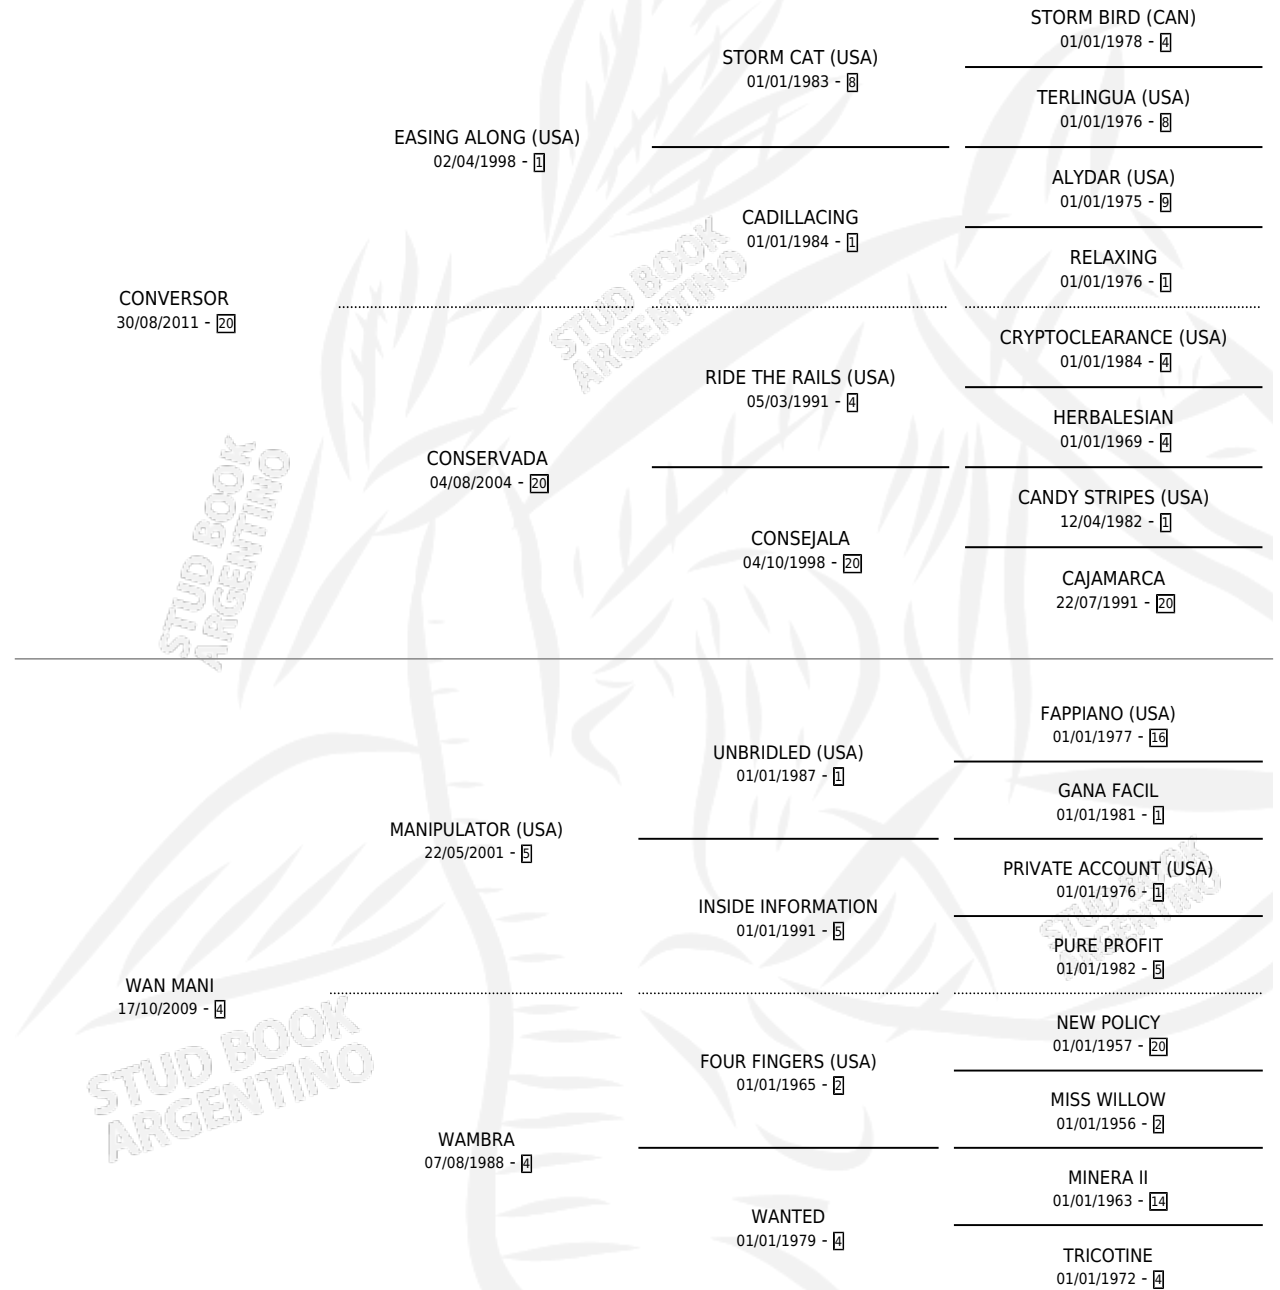 STORM BIRD (CAN)
01/01/1978 - 4
STORM CAT (USA)
01/01/1983 - 8
TERLINGUA (USA)
01/01/1976 - 8
EASING ALONG (USA)
02/04/1998 - 1
ALYDAR (USA)
01/01/1975 - 9
CADILLACING
01/01/1984 - 1
RELAXING
01/01/1976 - 1
CONVERSOR
30/08/2011 - 20
CRYPTOCLEARANCE (USA)
01/01/1984 - 4
RIDE THE RAILS (USA)
05/03/1991 - 4
HERBALESIAN
01/01/1969 - 4
CONSERVADA
04/08/2004 - 20
CANDY STRIPES (USA)
12/04/1982 - 1
CONSEJALA
04/10/1998 - 20
CAJAMARCA
22/07/1991 - 20
FAPPIANO (USA)
01/01/1977 - 16
UNBRIDLED (USA)
01/01/1987 - 1
GANA FACIL
01/01/1981 - 1
MANIPULATOR (USA)
22/05/2001 - 5
PRIVATE ACCOUNT (USA)
01/01/1976 - 1
INSIDE INFORMATION
01/01/1991 - 5
PURE PROFIT
01/01/1982 - 5
WAN MANI
17/10/2009 - 4
NEW POLICY
01/01/1957 - 20
FOUR FINGERS (USA)
01/01/1965 - 2
MISS WILLOW
01/01/1956 - 2
WAMBRA
07/08/1988 - 4
MINERA II
01/01/1963 - 14
WANTED
01/01/1979 - 4
TRICOTINE
01/01/1972 - 4
STUD BOOK
ARGENTINO
STUD BOOK
ARGENTINO
STUD BOOK
ARGENTINO
STUD BOOK
ARGENTINO